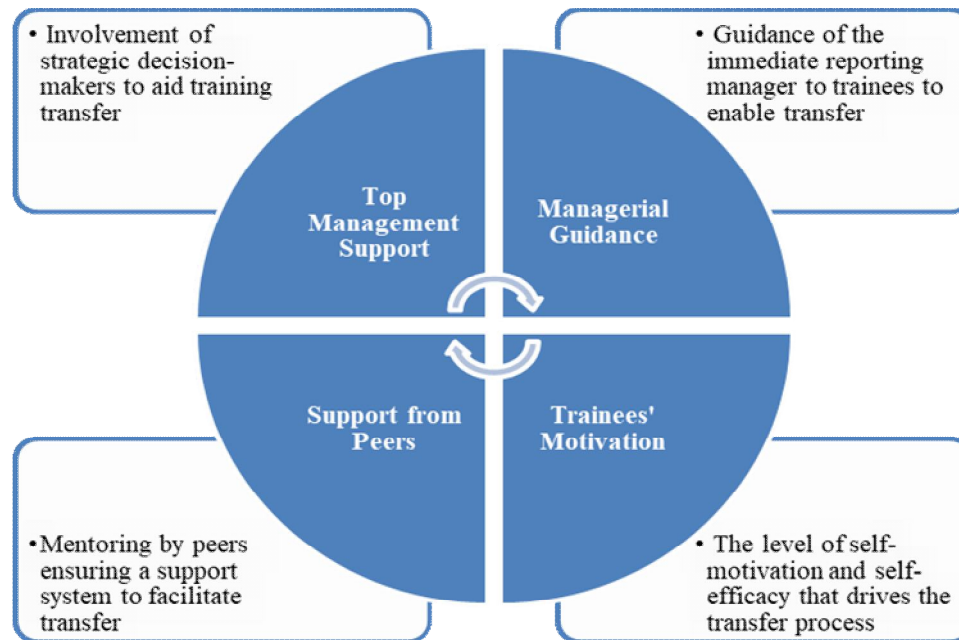 • Involvement of
strategic decision-
makers to aid training
transfer
• Guidance of the
immediate reporting
manager to trainees to
enable transfer
Top
Management
Support
Managerial
Guidance
Support from
Peers
Trainees'
Motivation
•Mentoring by peers
ensuring a support
system to facilitate
transfer
• The level of self-
motivation and self-
efficacy that drives the
transfer process